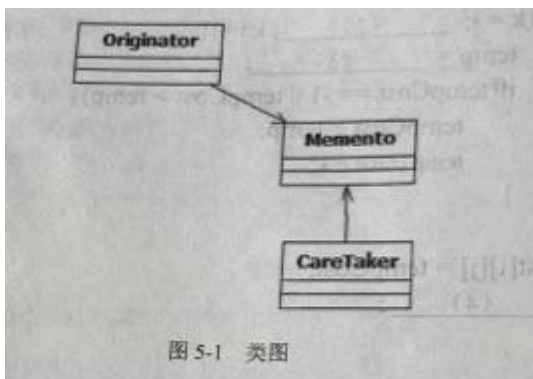 Originator
Memento
CareTaker
图 5-1 类图